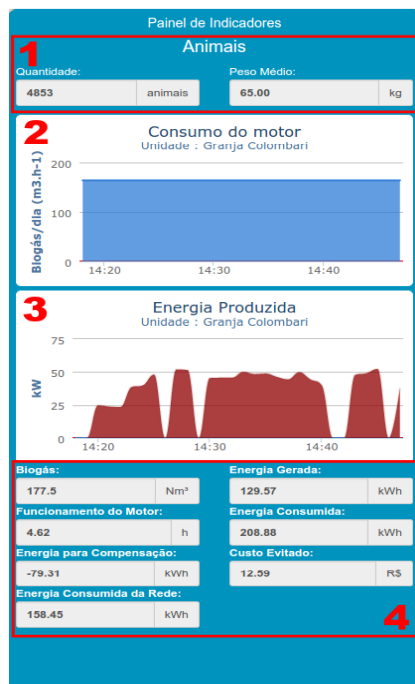 Painel de Indicadores
1
Animais
Quantidade: Peso Médio:
4853 animais 65.00 kg
2
Consumo do motor
Unidade : Granja Colombari
Biogás/dia (m3.h-1)
200
100
0
14:20 14:30 14:40
3
Energia Produzida
Unidade : Granja Colombari
kW
75
50
25
0
14:20 14:30 14:40
Biogás: Energia Gerada:
177.5 Nm³ 129.57 kWh
Funcionamento do Motor: Energia Consumida:
4.62 h 208.88 kWh
Energia para Compensação: Custo Evitado:
-79.31 kWh 12.59 R$
Energia Consumida da Rede:
158.45 kWh
4